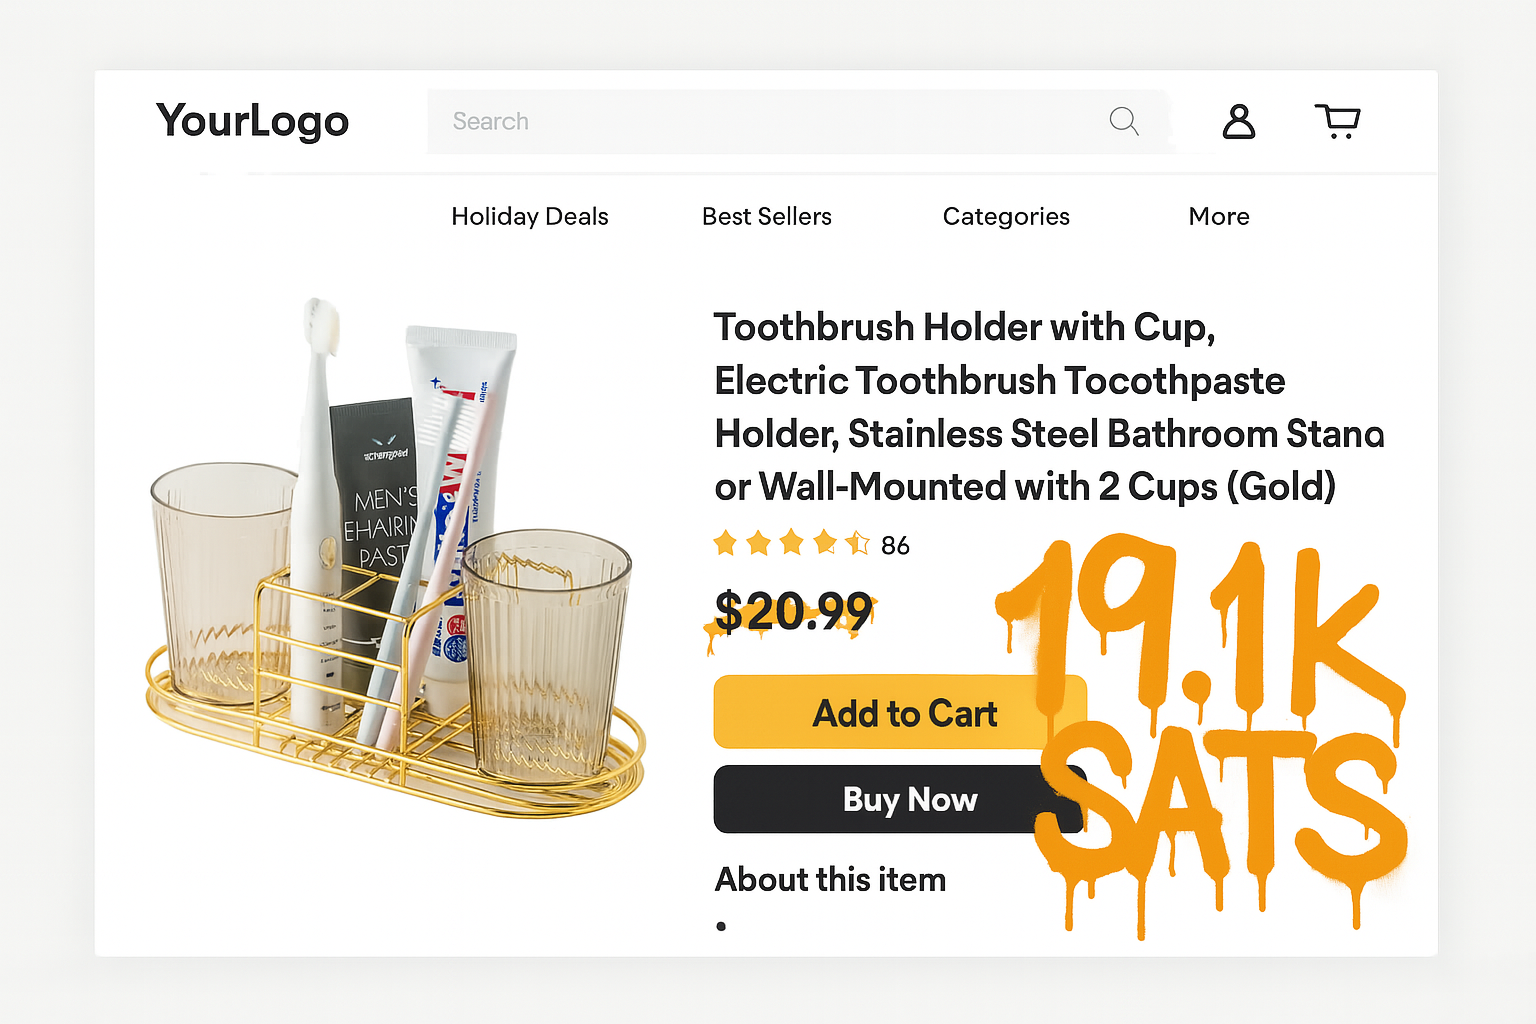 YourLogo
Search
Holiday Deals
Best Sellers
Categories
More
MEN'S
EHAIRIN
PAST
Toothbrush Holder with Cup,
Electric Toothbrush Tocothpaste
Holder, Stainless Steel Bathroom Stand
or Wall-Mounted with 2 Cups (Gold)
86
$20.99
19.1K
SATS
Add to Cart
Buy Now
About this item
•